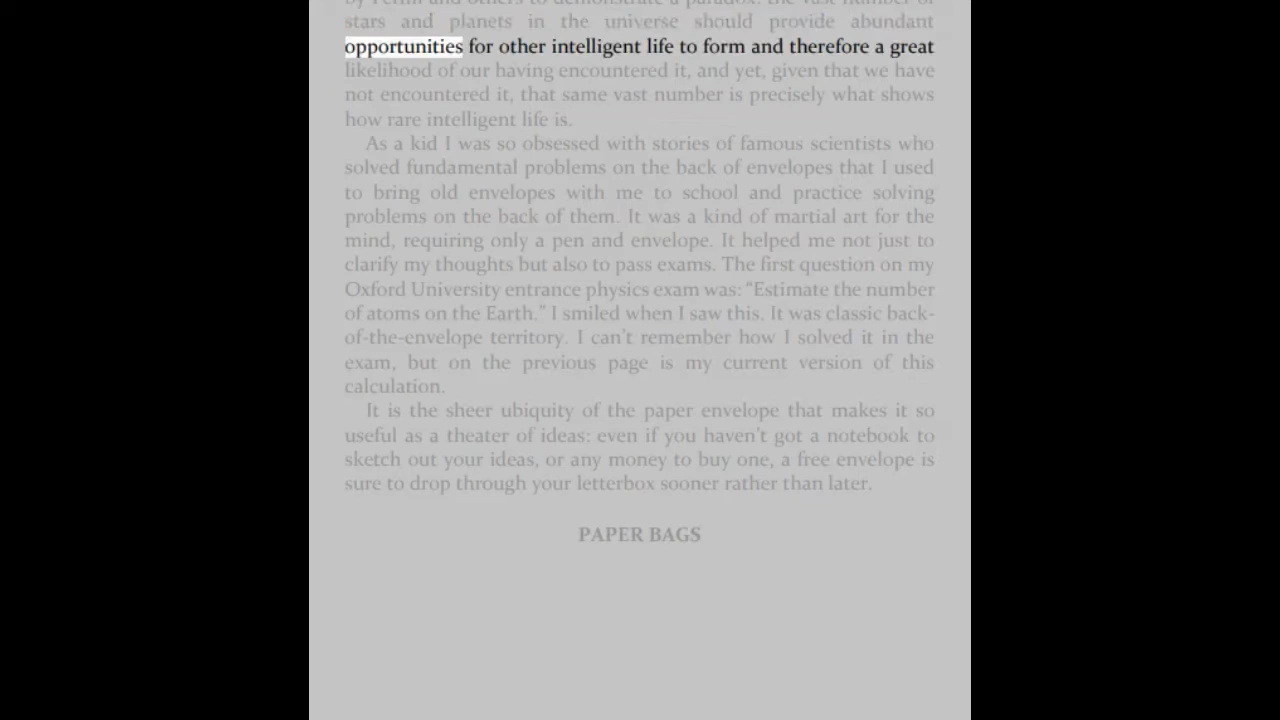 by Fermi and others to demonstrate a paradox: the vast number of
stars and planets in the universe should provide abundant
opportunities for other intelligent life to form and therefore a great
likelihood of our having encountered it, and yet, given that we have
not encountered it, that same vast number is precisely what shows
how rare intelligent life is.
As a kid I was so obsessed with stories of famous scientists who
solved fundamental problems on the back of envelopes that I used
to bring old envelopes with me to school and practice solving
problems on the back of them. It was a kind of martial art for the
mind, requiring only a pen and envelope. It helped me not just to
clarify my thoughts but also to pass exams. The first question on my
Oxford University entrance physics exam was: “Estimate the number
of atoms on the Earth.” I smiled when I saw this. It was classic back-
of-the-envelope territory. I can’t remember how I solved it in the
exam, but on the previous page is my current version of this
calculation.
It is the sheer ubiquity of the paper envelope that makes it so
useful as a theater of ideas: even if you haven’t got a notebook to
sketch out your ideas, or any money to buy one, a free envelope is
sure to drop through your letterbox sooner rather than later.
PAPER BAGS